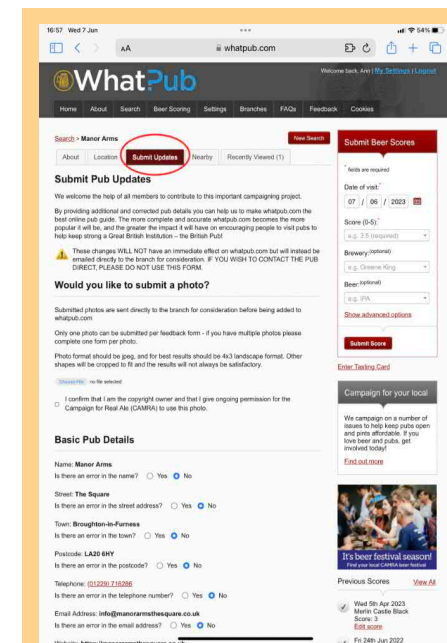 16:57 Wed 7 Jun
54%
AA
whatpub.com
WhatPub
Welcome back, Ann | My Settings | Logout
Home About Search Beer Scoring Settings Branches FAQs Feedback Cookies
Search > Manor Arms
New Search
About Location Submit Updates Nearby Recently Viewed (1)
Submit Pub Updates
We welcome the help of all members to contribute to this important campaigning project.
By providing additional and corrected pub details you can help us to make whatpub.com the
best online pub guide. The more complete and accurate whatpub.com becomes the more
popular it will be, and the greater the impact it will have on encouraging people to visit pubs to
help keep strong a Great British Institution – the British Pub!
These changes WILL NOT have an immediate effect on whatpub.com but will instead be
emailed directly to the branch for consideration. IF YOU WISH TO CONTACT THE PUB
DIRECT, PLEASE DO NOT USE THIS FORM.
Would you like to submit a photo?
Submitted photos are sent directly to the branch for consideration before being added to
whatpub.com
Only one photo can be submitted per feedback form - if you have multiple photos please
complete one form per photo.
Photo format should be jpeg, and for best results should be 4x3 landscape format. Other
shapes will be cropped to fit and the results will not always be satisfactory.
Choose File no file selected
I confirm that I am the copyright owner and that I give ongoing permission for the
Campaign for Real Ale (CAMRA) to use this photo.
Basic Pub Details
Name: Manor Arms
Is there an error in the name? Yes No
Street: The Square
Is there an error in the street address? Yes No
Town: Broughton-in-Furness
Is there an error in the town? Yes No
Postcode: LA20 6HY
Is there an error in the postcode? Yes No
Telephone: (01229) 716286
Is there an error in the telephone number? Yes No
Email Address: info@manorarmsthesquare.co.uk
Is there an error in the email address? Yes No
Submit Beer Scores
* fields are required
Date of visit:*
07 / 06 / 2023
Score (0-5):*
e.g. 3.5 (required)
Brewery:(optional)
e.g. Greene King
Beer:(optional)
e.g. IPA
Show advanced options
Submit Score
Enter Tasting Card
Campaign for your local
We campaign on a number of
issues to help keep pubs open
and pints affordable. If you
love beer and pubs, get
involved today!
Find out more
It's beer festival season!
Find your local CAMRA beer festival
Previous Scores View All
Wed 5th Apr 2023
Merlin Castle Black
Score: 3
Edit score
Fri 24th Jun 2022